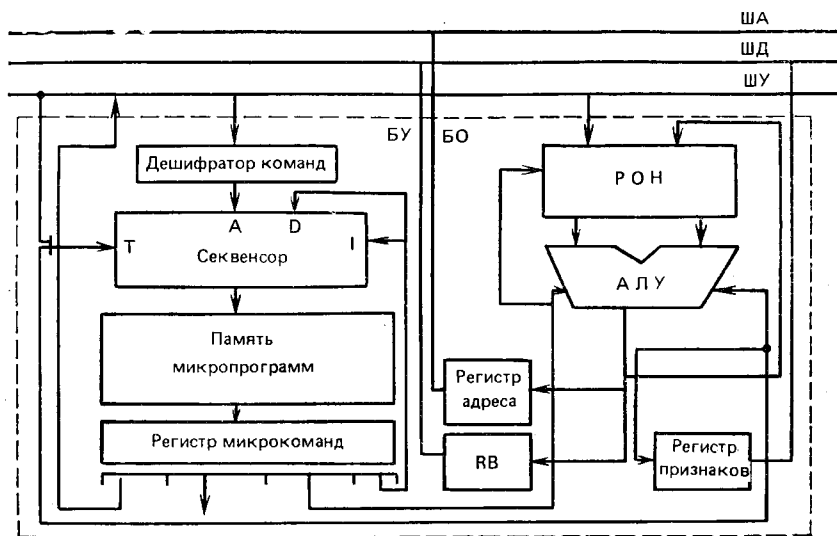 ША
ШД
ШУ
БУ
БО
Дешифратор команд
РОН
A
D
T
I
Секвенсор
АЛУ
Память
микропрограмм
Регистр
адреса
Регистр микрокоманд
RB
Регистр
признаков